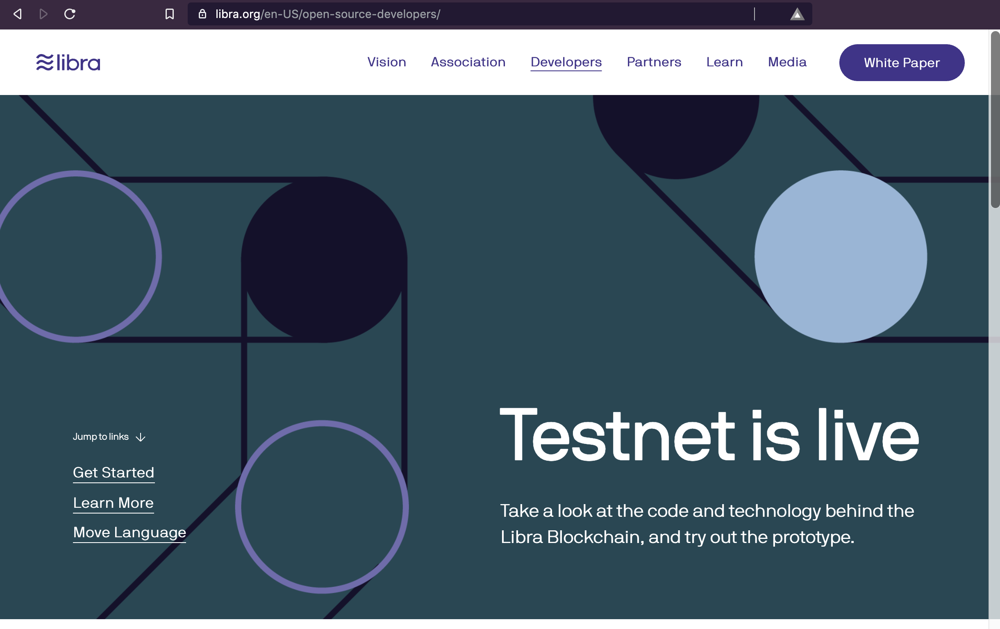 libra.org/en-US/open-source-developers/
libra
Vision
Association
Developers
Partners
Learn
Media
White Paper
Jump to links
Get Started
Learn More
Move Language
Testnet is live
Take a look at the code and technology behind the
Libra Blockchain, and try out the prototype.